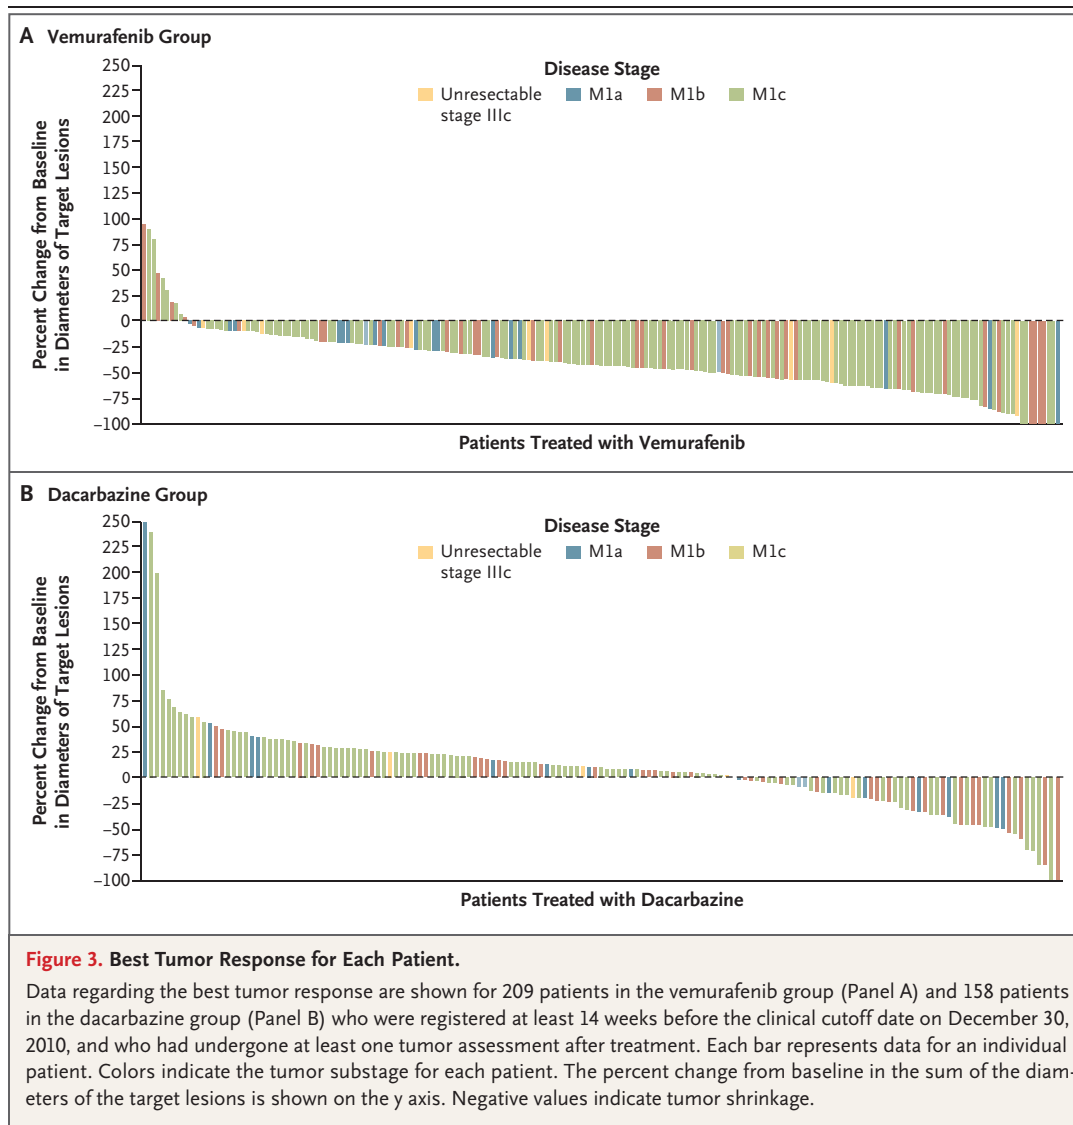 A Vemurafenib Group
250
225
200
175
150
125
100
75
50
25
0
−25
−50
−75
−100
Percent Change from Baseline
in Diameters of Target Lesions
Disease Stage
Unresectable
stage IIIc
M1a
M1b
M1c
Patients Treated with Vemurafenib
B Dacarbazine Group
250
225
200
175
150
125
100
75
50
25
0
−25
−50
−75
−100
Percent Change from Baseline
in Diameters of Target Lesions
Disease Stage
Unresectable
stage IIIc
M1a
M1b
M1c
Patients Treated with Dacarbazine
Figure 3. Best Tumor Response for Each Patient.
Data regarding the best tumor response are shown for 209 patients in the vemurafenib group (Panel A) and 158 patients
in the dacarbazine group (Panel B) who were registered at least 14 weeks before the clinical cutoff date on December 30,
2010, and who had undergone at least one tumor assessment after treatment. Each bar represents data for an individual
patient. Colors indicate the tumor substage for each patient. The percent change from baseline in the sum of the diam-
eters of the target lesions is shown on the y axis. Negative values indicate tumor shrinkage.